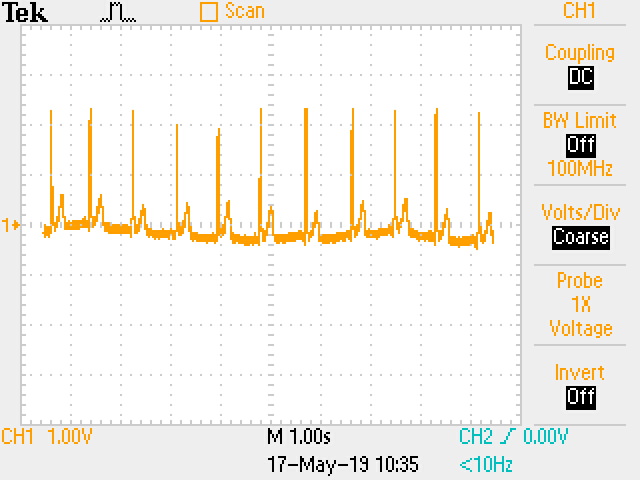 Tek Scan CH1
Coupling
DC
BW Limit
Off
100MHz
Volts/Div
Coarse
Probe
1X
Voltage
Invert
Off
1
CH1 1.00V M 1.00s CH2 0.00V
17-May-19 10:35 <10Hz